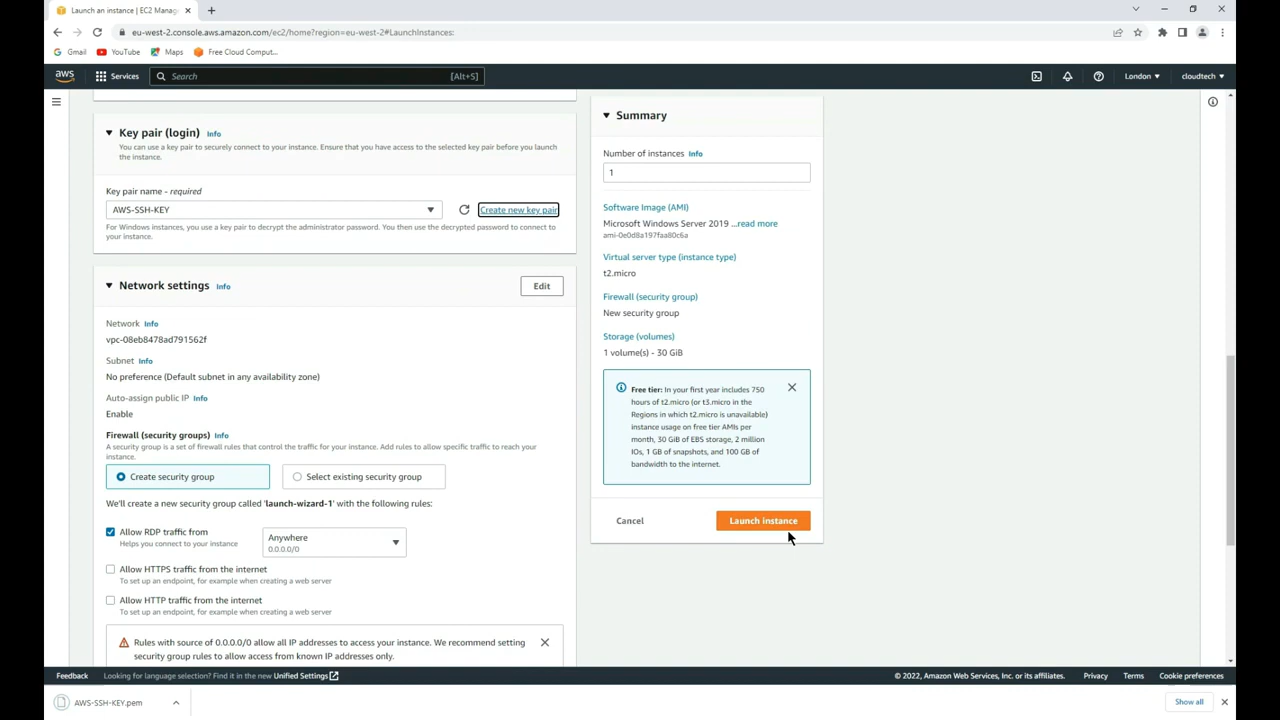 Launch an instance | EC2 Manag
eu-west-2.console.aws.amazon.com/ec2/home?region=eu-west-2#LaunchInstances:
Gmail YouTube Maps Free Cloud Comput...
aws Services Search [Alt+S] London cloudtech
Key pair (login) Info
You can use a key pair to securely connect to your instance. Ensure that you have access to the selected key pair before you launch
the instance.
Key pair name - required
AWS-SSH-KEY
Create new key pair
For Windows instances, you use a key pair to decrypt the administrator password. You then use the decrypted password to connect to
your instance.
Network settings Info
Edit
Network Info
vpc-08eb8478ad791562f
Subnet Info
No preference (Default subnet in any availability zone)
Auto-assign public IP Info
Enable
Firewall (security groups) Info
A security group is a set of firewall rules that control the traffic for your instance. Add rules to allow specific traffic to reach your
instance.
Create security group
Select existing security group
We'll create a new security group called 'launch-wizard-1' with the following rules:
Allow RDP traffic from
Helps you connect to your instance
Anywhere
0.0.0.0/0
Allow HTTPS traffic from the internet
To set up an endpoint, for example when creating a web server
Allow HTTP traffic from the internet
To set up an endpoint, for example when creating a web server
Rules with source of 0.0.0.0/0 allow all IP addresses to access your instance. We recommend setting
security group rules to allow access from known IP addresses only.
Summary
Number of instances Info
1
Software Image (AMI)
Microsoft Windows Server 2019 ...read more
ami-0e0d8a197faa80c6a
Virtual server type (instance type)
t2.micro
Firewall (security group)
New security group
Storage (volumes)
1 volume(s) - 30 GiB
Free tier: In your first year includes 750
hours of t2.micro (or t3.micro in the
Regions in which t2.micro is unavailable)
instance usage on free tier AMIs per
month, 30 GiB of EBS storage, 2 million
IOs, 1 GB of snapshots, and 100 GB of
bandwidth to the internet.
Cancel
Launch instance
Feedback Looking for language selection? Find it in the new Unified Settings © 2022, Amazon Web Services, Inc. or its affiliates. Privacy Terms Cookie preferences
AWS-SSH-KEY.pem Show all